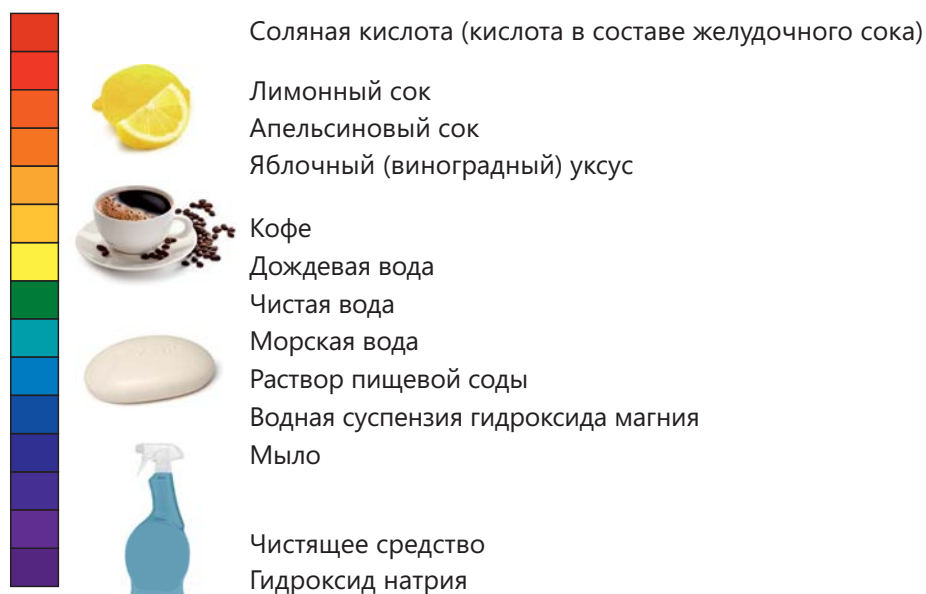 Соляная кислота (кислота в составе желудочного сока)
Лимонный сок
Апельсиновый сок
Яблочный (виноградный) уксус
Кофе
Дождевая вода
Чистая вода
Морская вода
Раствор пищевой соды
Водная суспензия гидроксида магния
Мыло
Чистящее средство
Гидроксид натрия